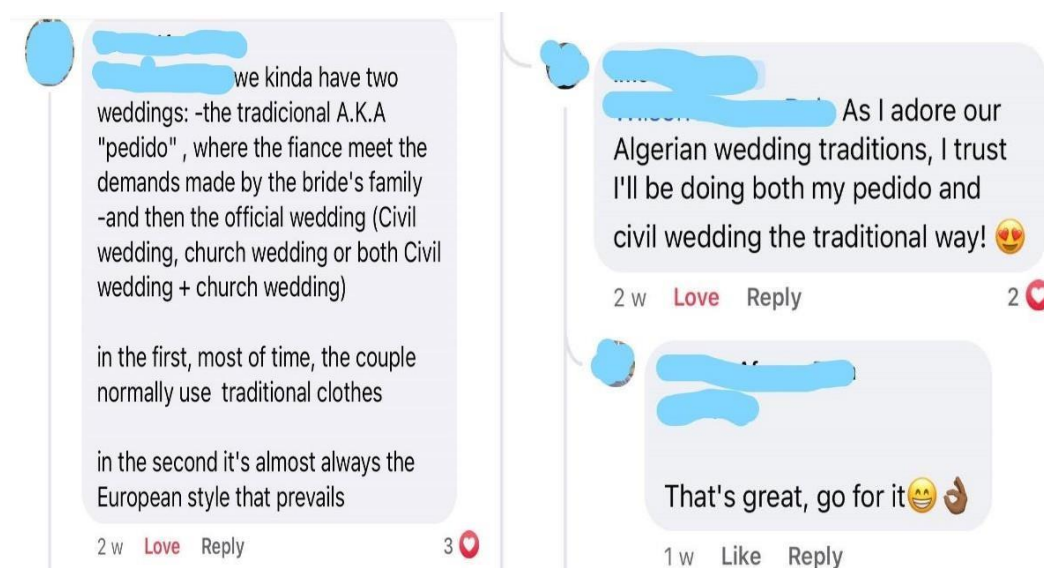 we kinda have two
weddings: -the tradicional A.K.A
"pedido" , where the fiance meet the
demands made by the bride's family
-and then the official wedding (Civil
wedding, church wedding or both Civil
wedding + church wedding)
in the first, most of time, the couple
normally use traditional clothes
in the second it's almost always the
European style that prevails
2 w Love Reply 3
As I adore our
Algerian wedding traditions, I trust
I'll be doing both my pedido and
civil wedding the traditional way! 😍
2 w Love Reply 2
That's great, go for it😁👌🏾
1 w Like Reply